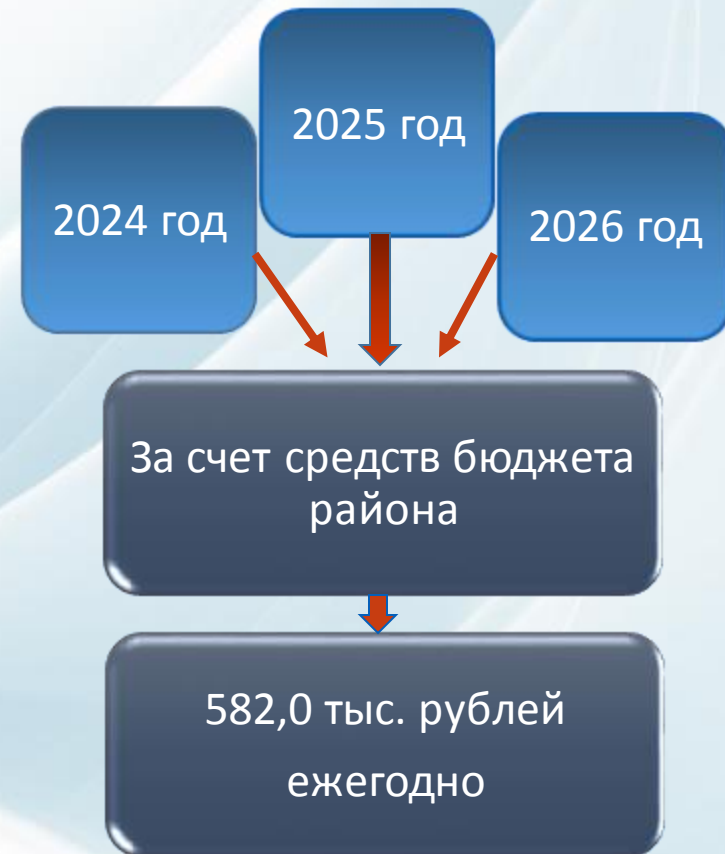 2024 год
2025 год
2026 год
За счет средств бюджета
района
582,0 тыс. рублей
ежегодно